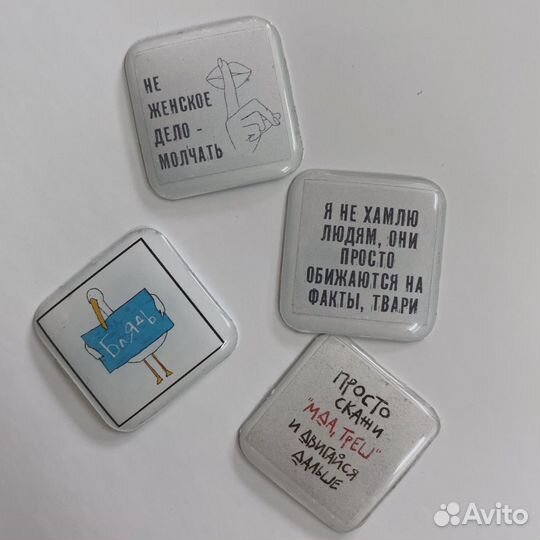 НЕ
ЖЕНСКОЕ
ДЕЛО -
МОЛЧАТЬ
Я НЕ ХАМЛЮ
ЛЮДЯМ, ОНИ
ПРОСТО
ОБИЖАЮТСЯ НА
ФАКТЫ, ТВАРИ
Блядь
ПРОСТО
СКАЖИ
"МДА, ТРЕШ"
И ДВИГАЙСЯ
ДАЛЬШЕ
Avito